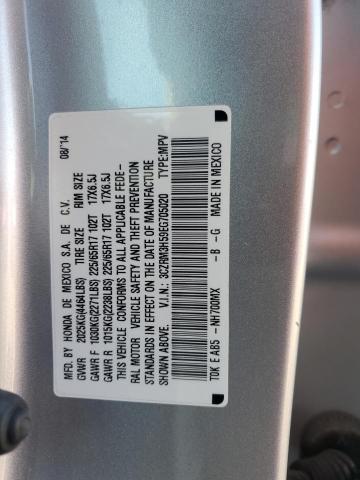 MFD. BY HONDA DE MEXICO S.A. DE C.V. 08/14
GVWR 2025KG(4464LBS) TIRE SIZE RIM SIZE
GAWR F 1030KG(2271LBS) 225/65R17 102T 17X6.5J
GAWR R 1015KG(2238LBS) 225/65R17 102T 17X6.5J
THIS VEHICLE CONFORMS TO ALL APPLICABLE FEDE-
RAL MOTOR VEHICLE SAFETY AND THEFT PREVENTION
STANDARDS IN EFFECT ON THE DATE OF MANUFACTURE
SHOWN ABOVE. V.I.N.: 3CZRM3H59EG705020 TYPE:MPV
T0K E AB5 -NH700MX -B -G MADE IN MEXICO